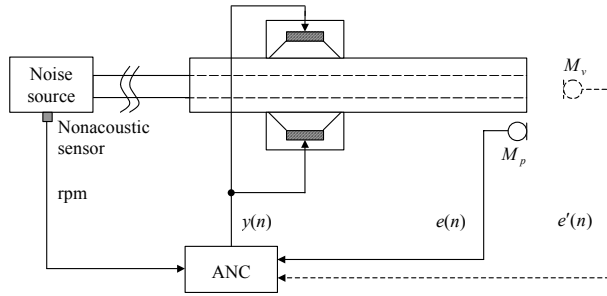 Noise
source
M_v
Nonacoustic
sensor
M_p
rpm
y(n)
e(n)
e′(n)
ANC